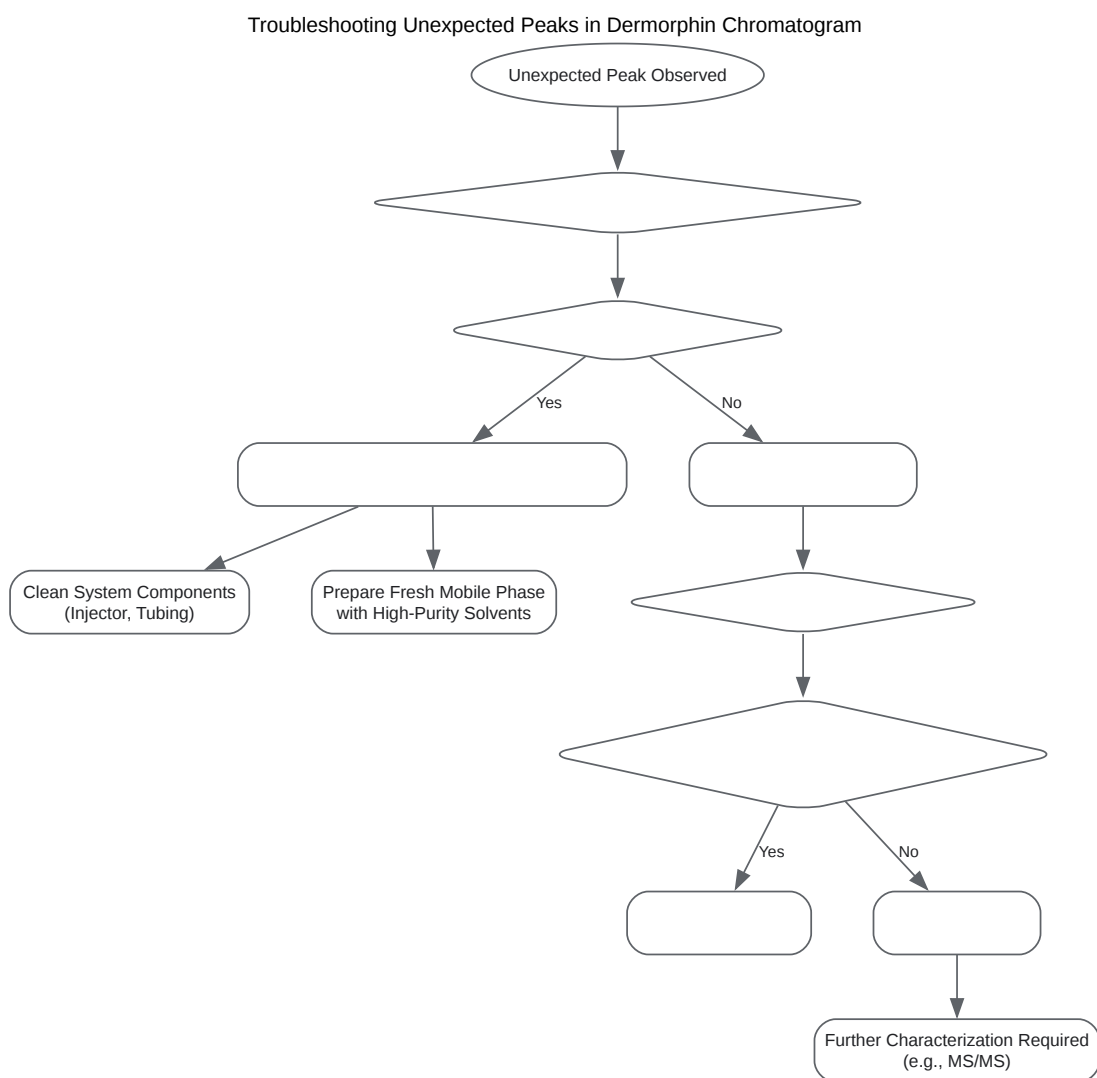 Troubleshooting Unexpected Peaks in Dermorphin Chromatogram
Unexpected Peak Observed
Yes
No
Clean System Components
(Injector, Tubing)
Prepare Fresh Mobile Phase
with High-Purity Solvents
Yes
No
Further Characterization Required
(e.g., MS/MS)